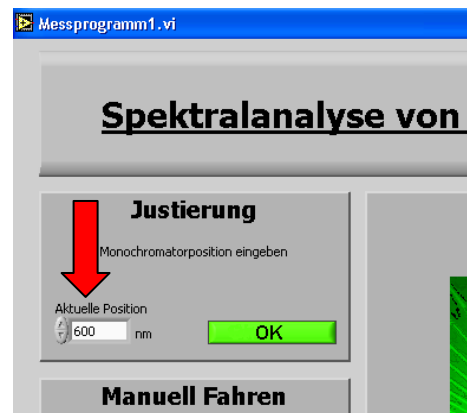 Messprogramm1.vi
Spektralanalyse von
Justierung
Monochromatorposition eingeben
Aktuelle Position
600 nm OK
Manuell Fahren